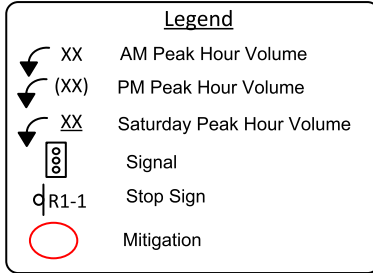 Legend
XX AM Peak Hour Volume
(XX) PM Peak Hour Volume
XX Saturday Peak Hour Volume
Signal
R1-1 Stop Sign
Mitigation